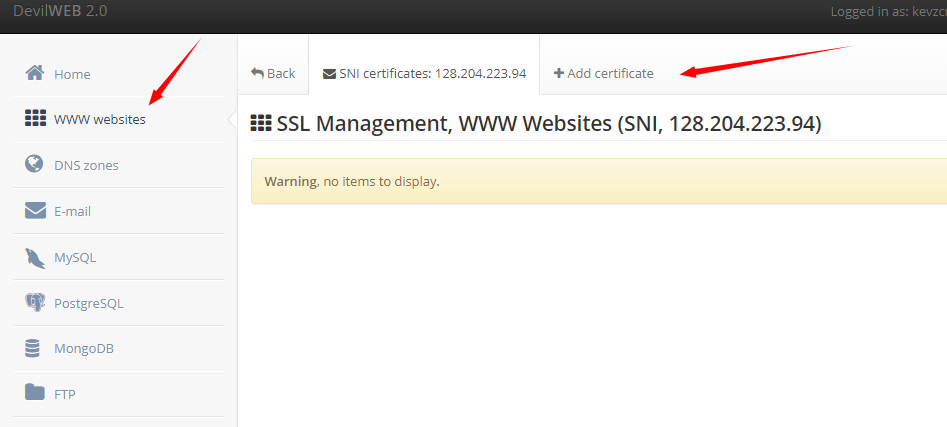 DevilWEB 2.0
Logged in as: kevzcr
Home
WWW websites
DNS zones
E-mail
MySQL
PostgreSQL
MongoDB
FTP
Back
SNI certificates: 128.204.223.94
Add certificate
SSL Management, WWW Websites (SNI, 128.204.223.94)
Warning, no items to display.